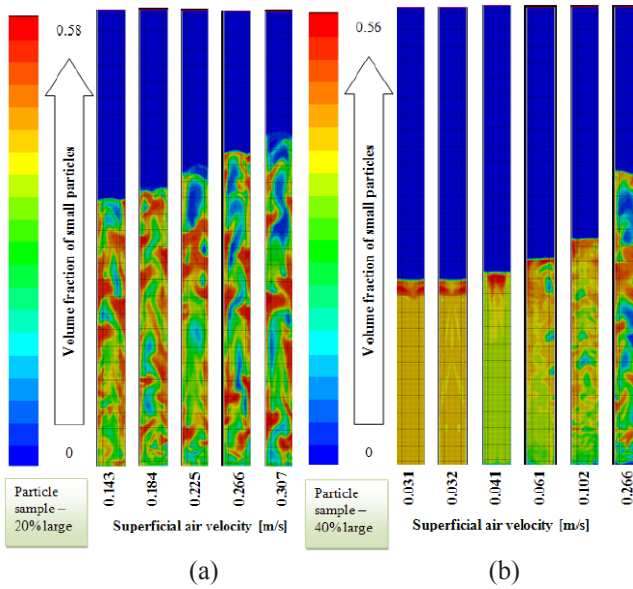 0.58
Volume fraction of small particles
0
Particle
sample –
20%large
0.143
0.184
0.225
0.266
0.307
Superficial air velocity [m/s]
(a)
0.56
Volume fraction of small particles
0
Particle
sample –
40%large
0.031
0.032
0.041
0.061
0.102
0.266
Superficial air velocity [m/s]
(b)